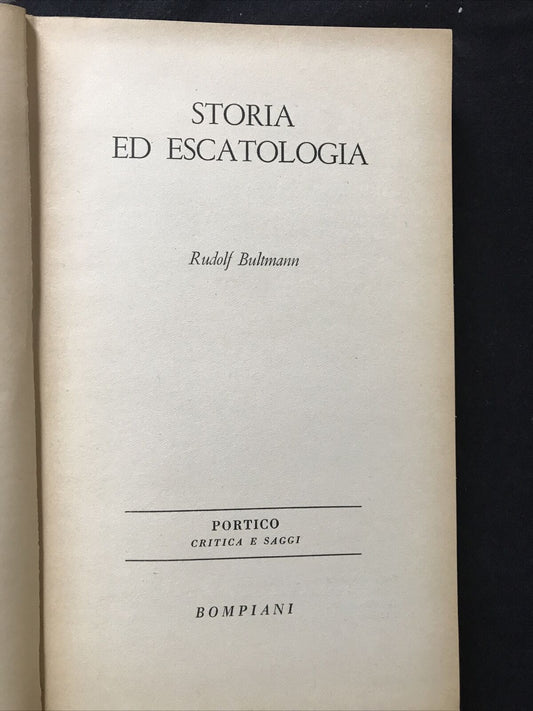 STORIA
ED ESCATOLOGIA
Rudolf Bultmann
PORTICO
CRITICA E SAGGI
BOMPIANI